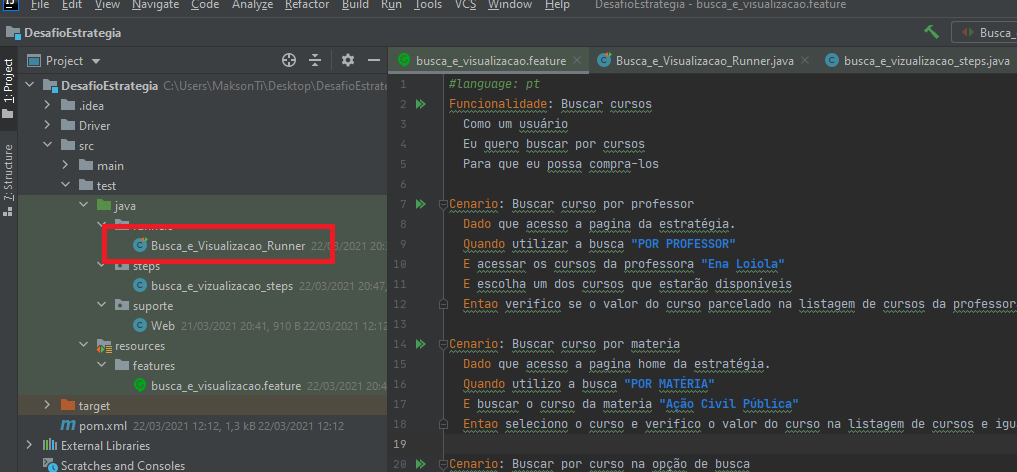 File Edit View Navigate Code Analyze Refactor Build Run Tools VCS Window Help DesafioEstrategia - busca_e_visualizacao.feature
DesafioEstrategia
Busca_
Project
busca_e_visualizacao.feature
Busca_e_Visualizacao_Runner.java
busca_e_vizualizacao_steps.java
1: Project
7: Structure
DesafioEstrategia C:\Users\MaksonTi\Desktop\DesafioEstrate
.idea
Driver
src
main
test
java
Busca_e_Visualizacao_Runner 22/03/2021 20:
steps
busca_e_vizualizacao_steps 22/03/2021 20:47,
suporte
Web 21/03/2021 20:41, 910 B 22/03/2021 12:12
resources
features
busca_e_visualizacao.feature 22/03/2021 20:4
target
pom.xml 22/03/2021 12:12, 1,3 kB 22/03/2021 12:12
External Libraries
Scratches and Consoles
1 #language: pt
2 Funcionalidade: Buscar cursos
3 Como um usuário
4 Eu quero buscar por cursos
5 Para que eu possa compra-los
6
7 Cenario: Buscar curso por professor
8 Dado que acesso a pagina da estratégia.
9 Quando utilizar a busca "POR PROFESSOR"
10 E acessar os cursos da professora "Ena Loiola"
11 E escolha um dos cursos que estarão disponíveis
12 Entao verifico se o valor do curso parcelado na listagem de cursos da professor
13
14 Cenario: Buscar curso por materia
15 Dado que acesso a pagina home da estratégia.
16 Quando utilizo a busca "POR MATÉRIA"
17 E buscar o curso da materia "Ação Civil Pública"
18 Entao seleciono o curso e verifico o valor do curso na listagem de cursos e igu
19
20 Cenario: Buscar por curso na opção de busca